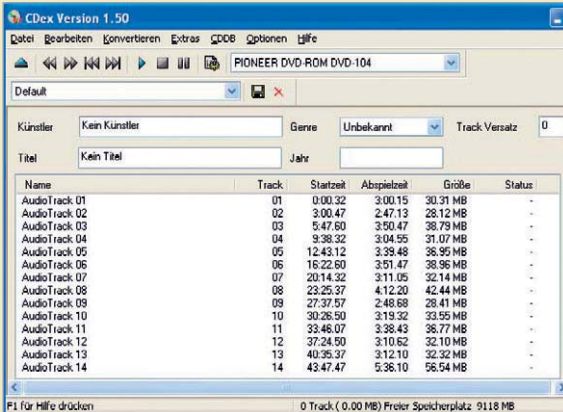 CDex Version 1.50
Datei Bearbeiten Konvertieren Extras CDDB Optionen Hilfe
PIONEER DVD-ROM DVD-104
Default
Künstler Kein Künstler Genre Unbekannt Track Versatz 0
Titel Kein Titel Jahr
Name Track Startzeit Abspielzeit Größe Status
AudioTrack 01 01 0:00.32 3:00.15 30.31 MB -
AudioTrack 02 02 3:00.47 2:47.13 28.12 MB -
AudioTrack 03 03 5:47.60 3:50.47 38.79 MB -
AudioTrack 04 04 9:38.32 3:04.55 31.07 MB -
AudioTrack 05 05 12:43.12 3:39.48 36.95 MB -
AudioTrack 06 06 16:22.60 3:51.47 38.96 MB -
AudioTrack 07 07 20:14.32 3:11.05 32.14 MB -
AudioTrack 08 08 23:25.37 4:12.20 42.44 MB -
AudioTrack 09 09 27:37.57 2:48.68 28.41 MB -
AudioTrack 10 10 30:26.50 3:19.32 33.55 MB -
AudioTrack 11 11 33:46.07 3:38.43 36.77 MB -
AudioTrack 12 12 37:24.50 3:10.62 32.10 MB -
AudioTrack 13 13 40:35.37 3:12.10 32.32 MB -
AudioTrack 14 14 43:47.47 5:36.10 56.54 MB -
F1 für Hilfe drücken 0 Track ( 0.00 MB) Freier Speicherplatz 9118 MB